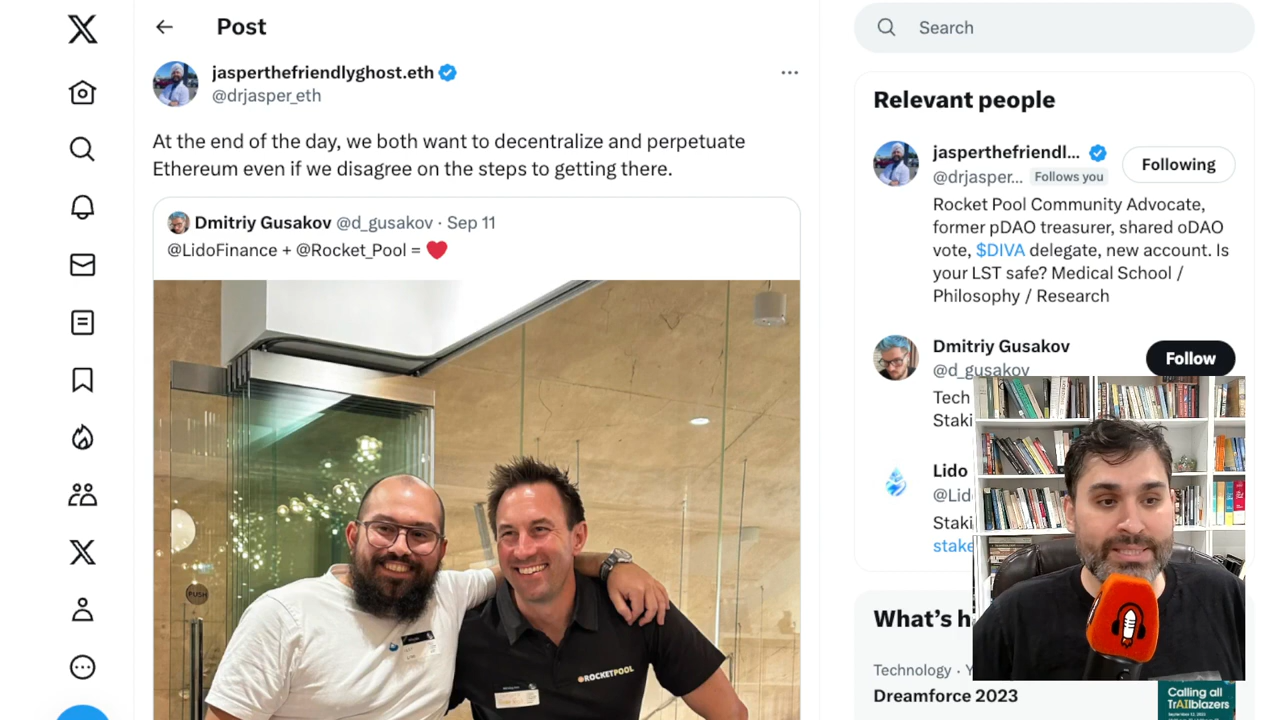 Post
Search
jasperthefriendlyghost.eth
@drjasper_eth
At the end of the day, we both want to decentralize and perpetuate
Ethereum even if we disagree on the steps to getting there.
Dmitriy Gusakov @d_gusakov · Sep 11
@LidoFinance + @Rocket_Pool = ❤️
PUSH
ROCKETPOOL
Relevant people
jasperthefriendl...
@drjasper... Follows you
Following
Rocket Pool Community Advocate,
former pDAO treasurer, shared oDAO
vote, $DIVA delegate, new account. Is
your LST safe? Medical School /
Philosophy / Research
Dmitriy Gusakov
@d_gusakov
Follow
Tech
Staki
Lido
@Lid
Staki
stake
What's h
Technology ·
Dreamforce 2023
Calling all
TrAIlblazers